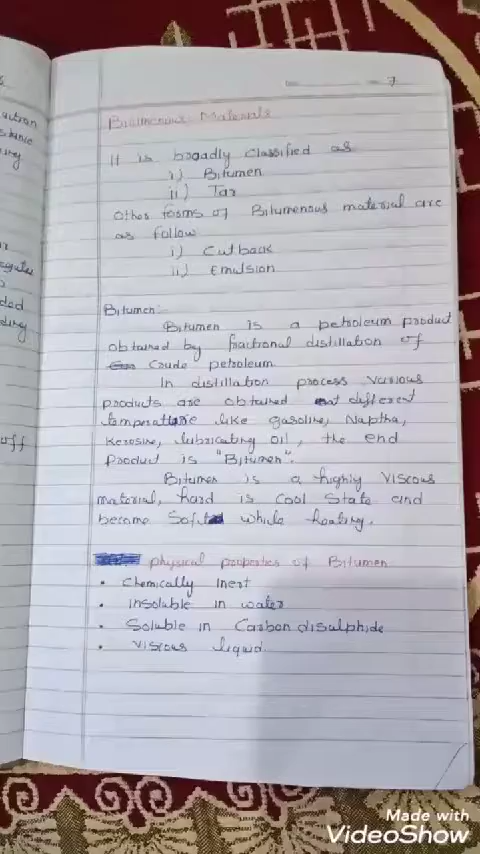 7
Bitumenous Materials
It is broadly classified as
i) Bitumen
ii) Tar
Other forms of Bitumenous material are
as follow
i) Cutback
ii) Emulsion
Bitumen:
Bitumen is a petroleum product
obtained by fractional distillation of
Crude petroleum
In distillation process various
products are obtained at different
temperature like gasoline, Naptha,
Kerosine, lubricating oil, the end
product is "Bitumen".
Bitumen is a highly Viscous
material, hard is Cool State and
become Soft while heating.
physical properties of Bitumen
• Chemically Inert
• insoluble in water
• Soluble in Carbon disulphide
• Viscous liquid
Made with
VideoShow